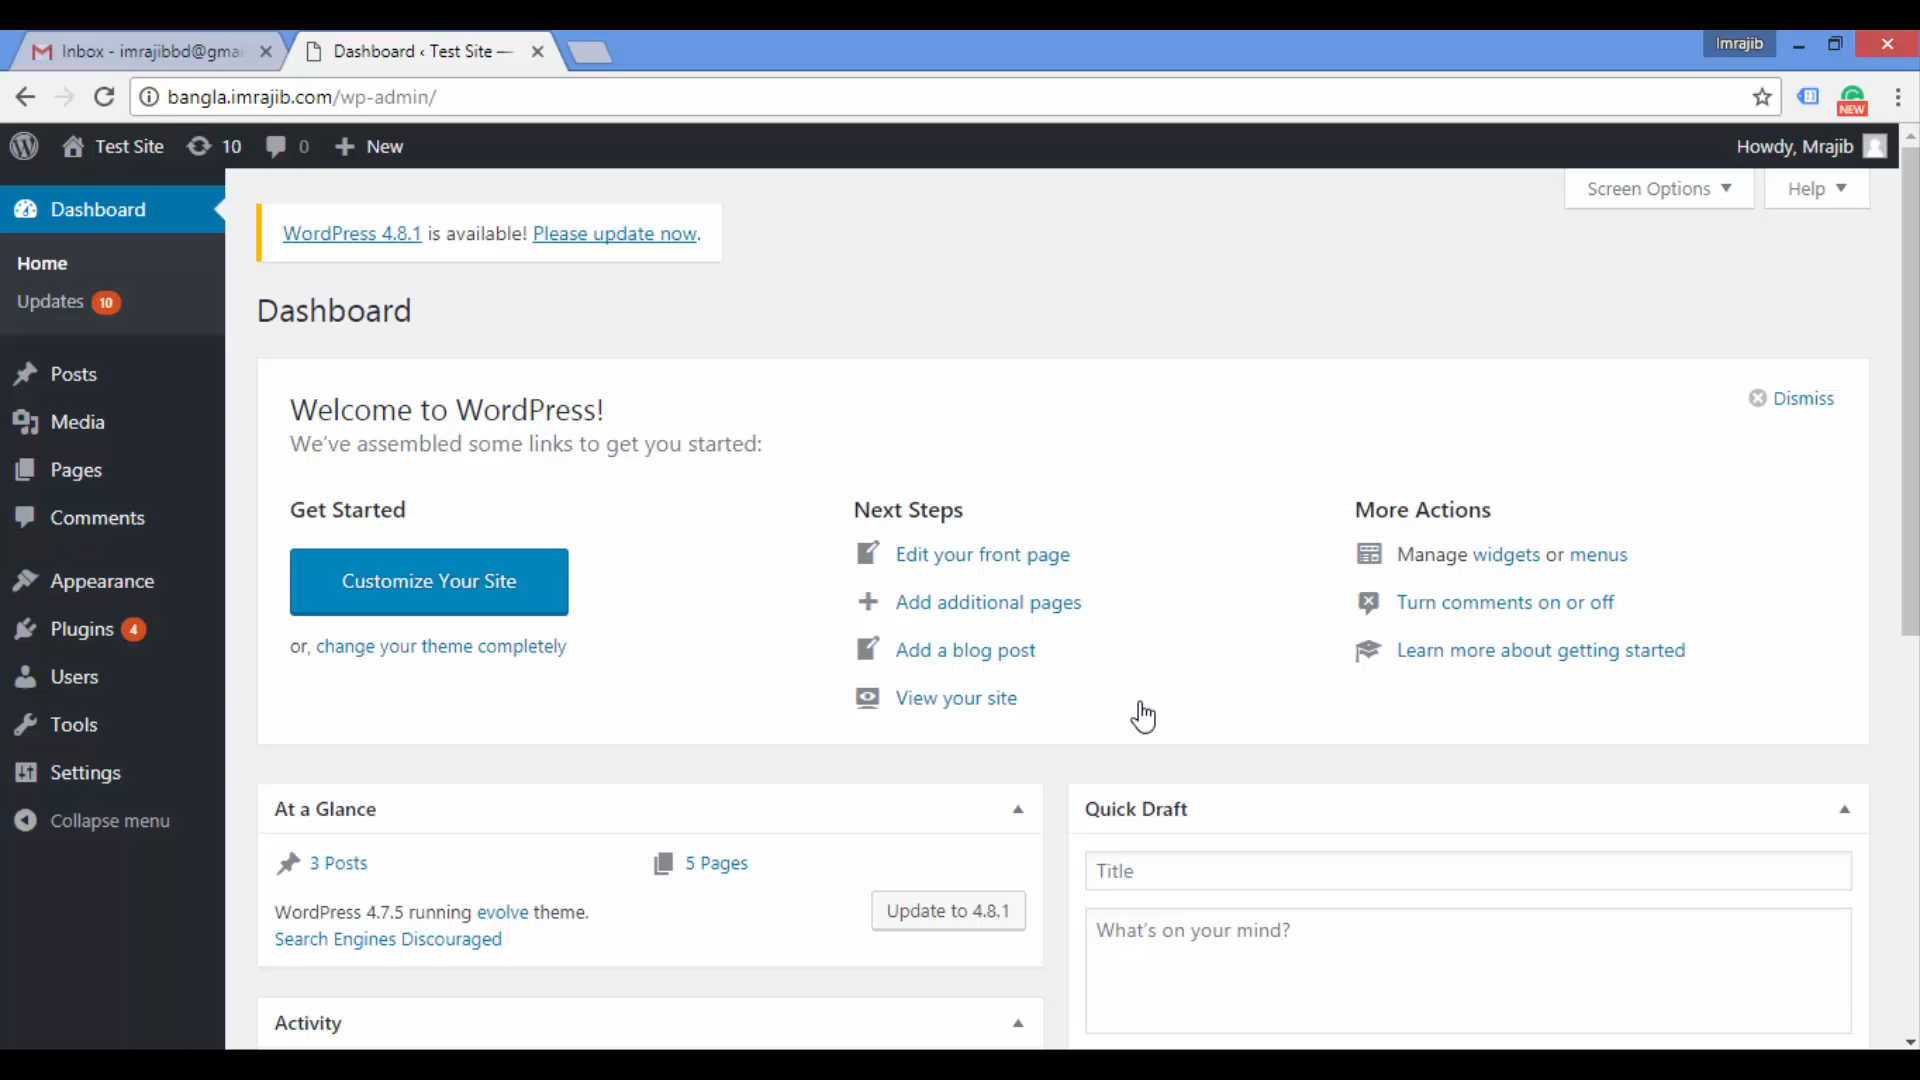 Inbox - imrajibbd@gma
Dashboard ‹ Test Site —
Imrajib
bangla.imrajib.com/wp-admin/
NEW
Test Site
10
0
New
Howdy, Mrajib
Dashboard
Home
Updates 10
Posts
Media
Pages
Comments
Appearance
Plugins 4
Users
Tools
Settings
Collapse menu
Screen Options
Help
WordPress 4.8.1 is available! Please update now.
Dashboard
Welcome to WordPress!
We've assembled some links to get you started:
Dismiss
Get Started
Customize Your Site
or, change your theme completely
Next Steps
Edit your front page
Add additional pages
Add a blog post
View your site
More Actions
Manage widgets or menus
Turn comments on or off
Learn more about getting started
At a Glance
3 Posts
5 Pages
WordPress 4.7.5 running evolve theme.
Update to 4.8.1
Search Engines Discouraged
Activity
Quick Draft
Title
What's on your mind?